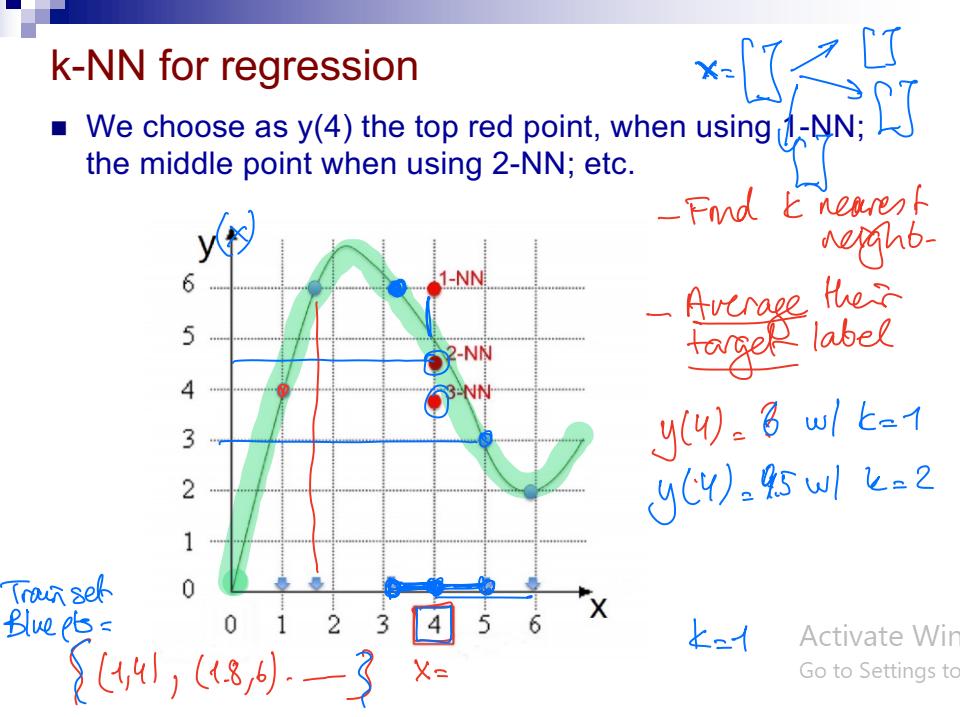 k-NN for regression
x = [ ] [ ]
[ ]
[ ]
■ We choose as y(4) the top red point, when using 1-NN;
the middle point when using 2-NN; etc.
- Find k nearest
neighb-
- Average their
target label
y(4) = 6 w/ k=1
y(4) = 4.5 w/ k=2
k=1
y(x)
6
5
4
3
2
1
0
1-NN
2-NN
3-NN
0 1 2 3 4 5 6
X
x=
Train set
Blue pts =
{(1,4), (1.8,6) . — }
Activate Win
Go to Settings to